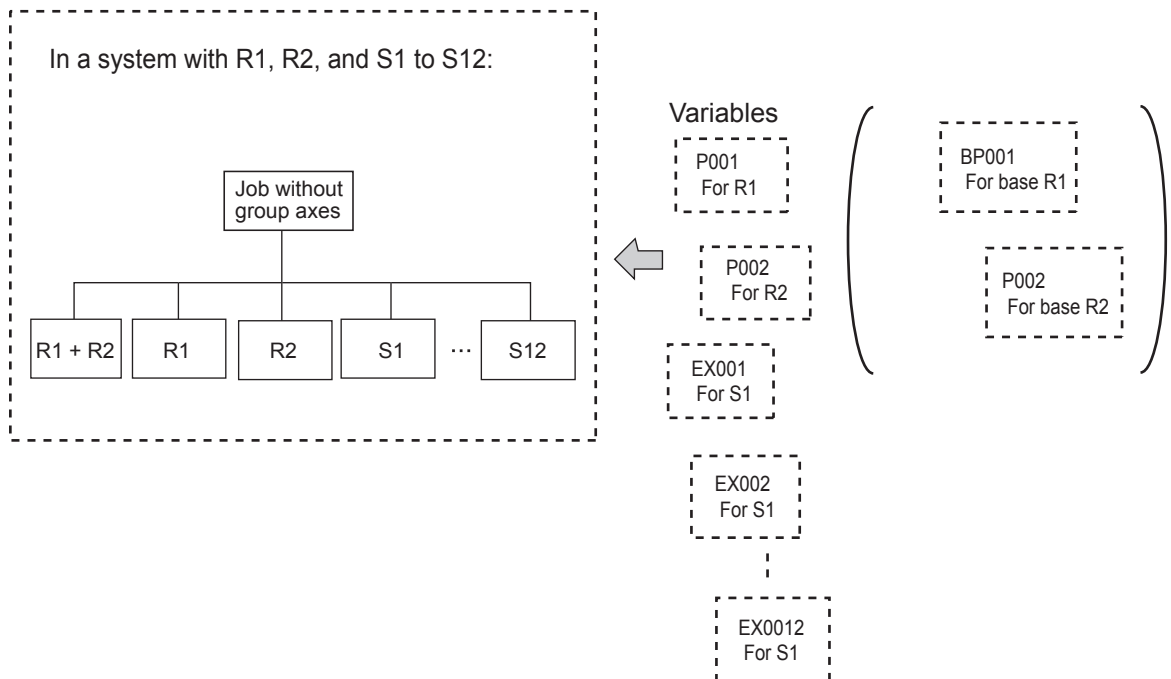 In a system with R1, R2, and S1 to S12:
Job without
group axes
R1 + R2
R1
R2
S1
...
S12
Variables
P001
For R1
P002
For R2
EX001
For S1
EX002
For S1
EX0012
For S1
BP001
For base R1
P002
For base R2